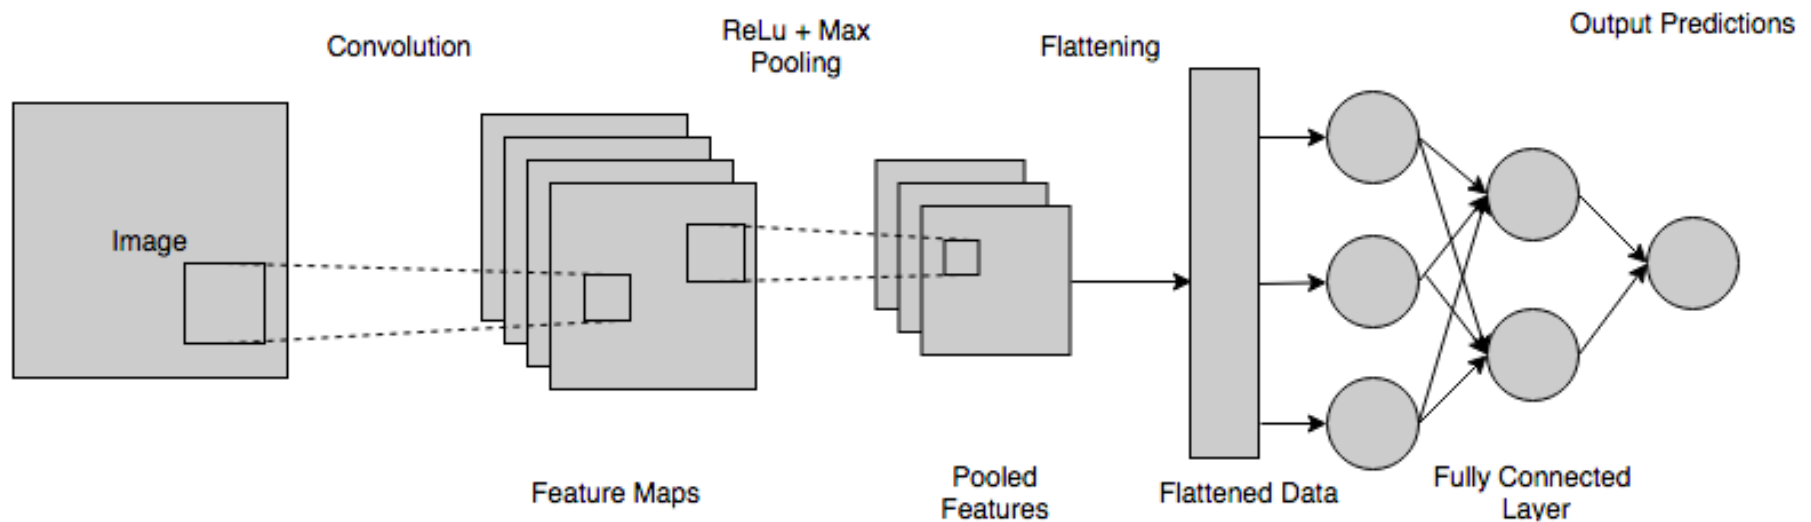 Convolution
ReLu + Max
Pooling
Flattening
Output Predictions
Image
Feature Maps
Pooled
Features
Flattened Data
Fully Connected
Layer